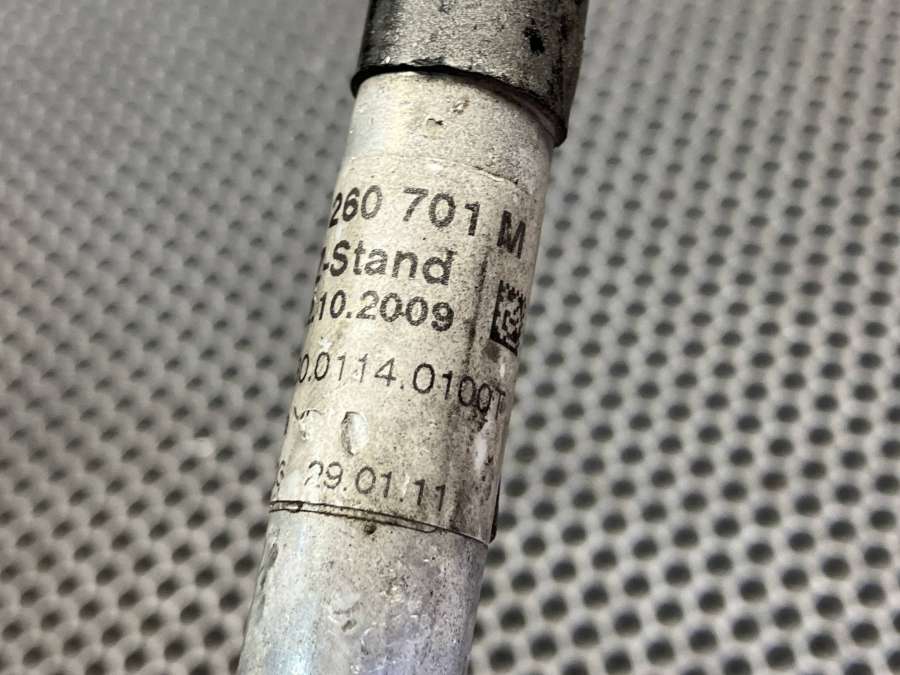 260 701 M
-Stand
.10.2009
0.0114.0100T
29.01.11